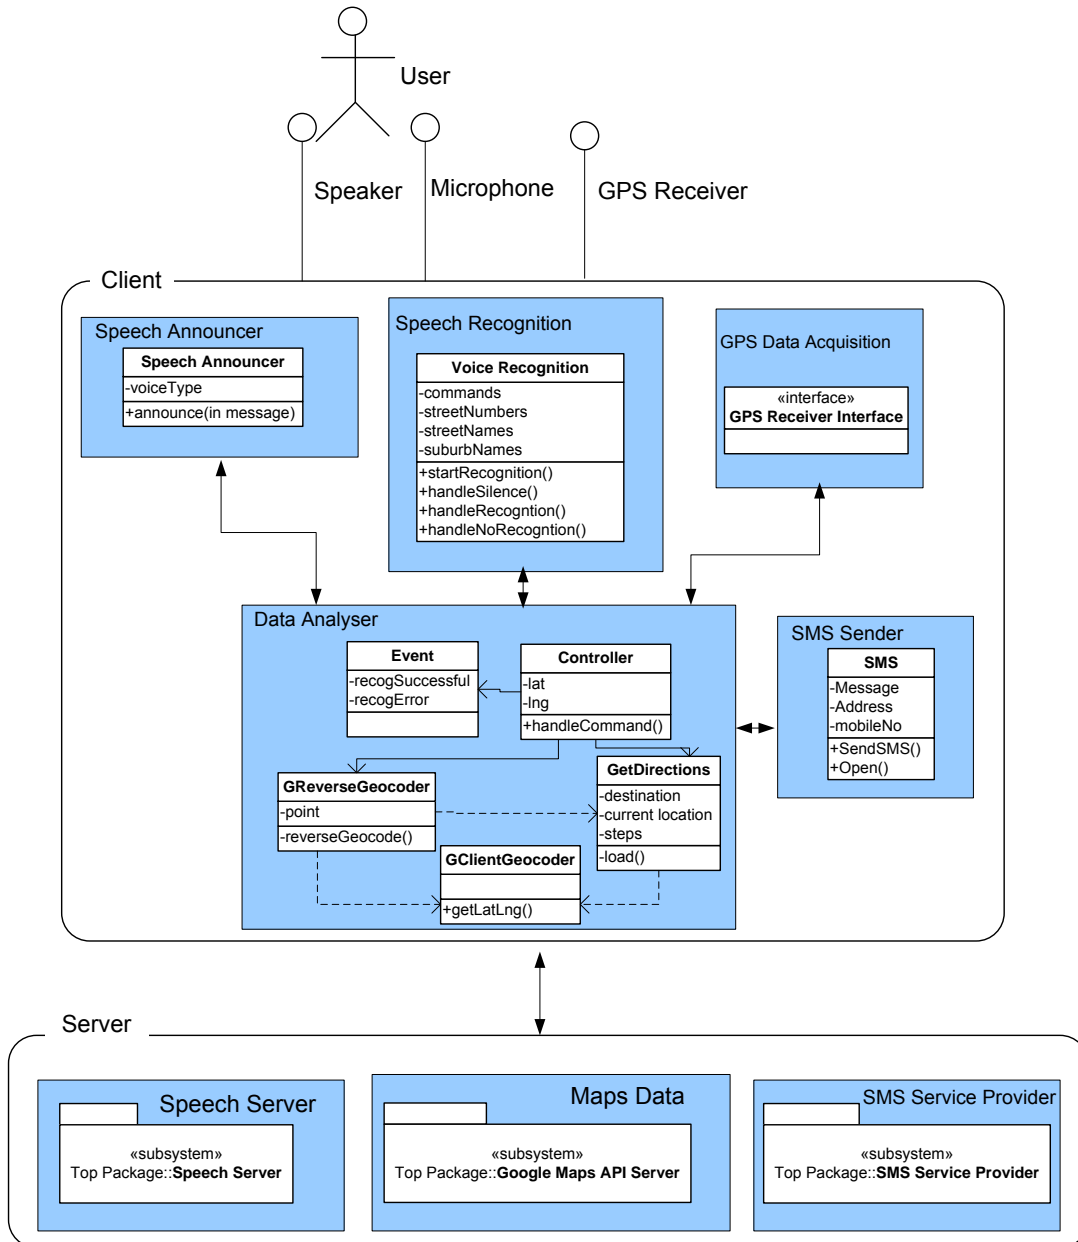 User
Speaker
Microphone
GPS Receiver
Client
Speech Announcer
Speech Announcer
-voiceType
+announce(in message)
Speech Recognition
Voice Recognition
-commands
-streetNumbers
-streetNames
-suburbNames
+startRecognition()
+handleSilence()
+handleRecogntion()
+handleNoRecogntion()
GPS Data Acquisition
«interface»
GPS Receiver Interface
Data Analyser
Event
-recogSuccessful
-recogError
Controller
-lat
-lng
+handleCommand()
GReverseGeocoder
-point
-reverseGeocode()
GetDirections
-destination
-current location
-steps
-load()
GClientGeocoder
+getLatLng()
SMS Sender
SMS
-Message
-Address
-mobileNo
+SendSMS()
+Open()
Server
Speech Server
«subsystem»
Top Package::Speech Server
Maps Data
«subsystem»
Top Package::Google Maps API Server
SMS Service Provider
«subsystem»
Top Package::SMS Service Provider